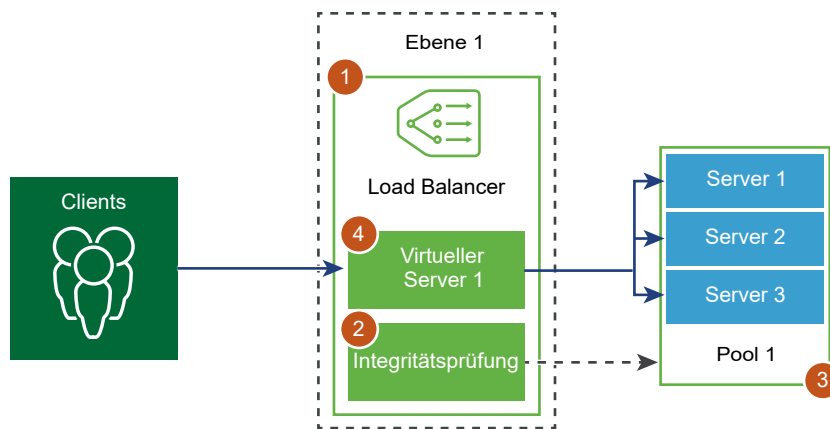 Ebene 1
1
Load Balancer
Clients
4
Virtueller
Server 1
2
Integritätsprüfung
Server 1
Server 2
Server 3
Pool 1
3